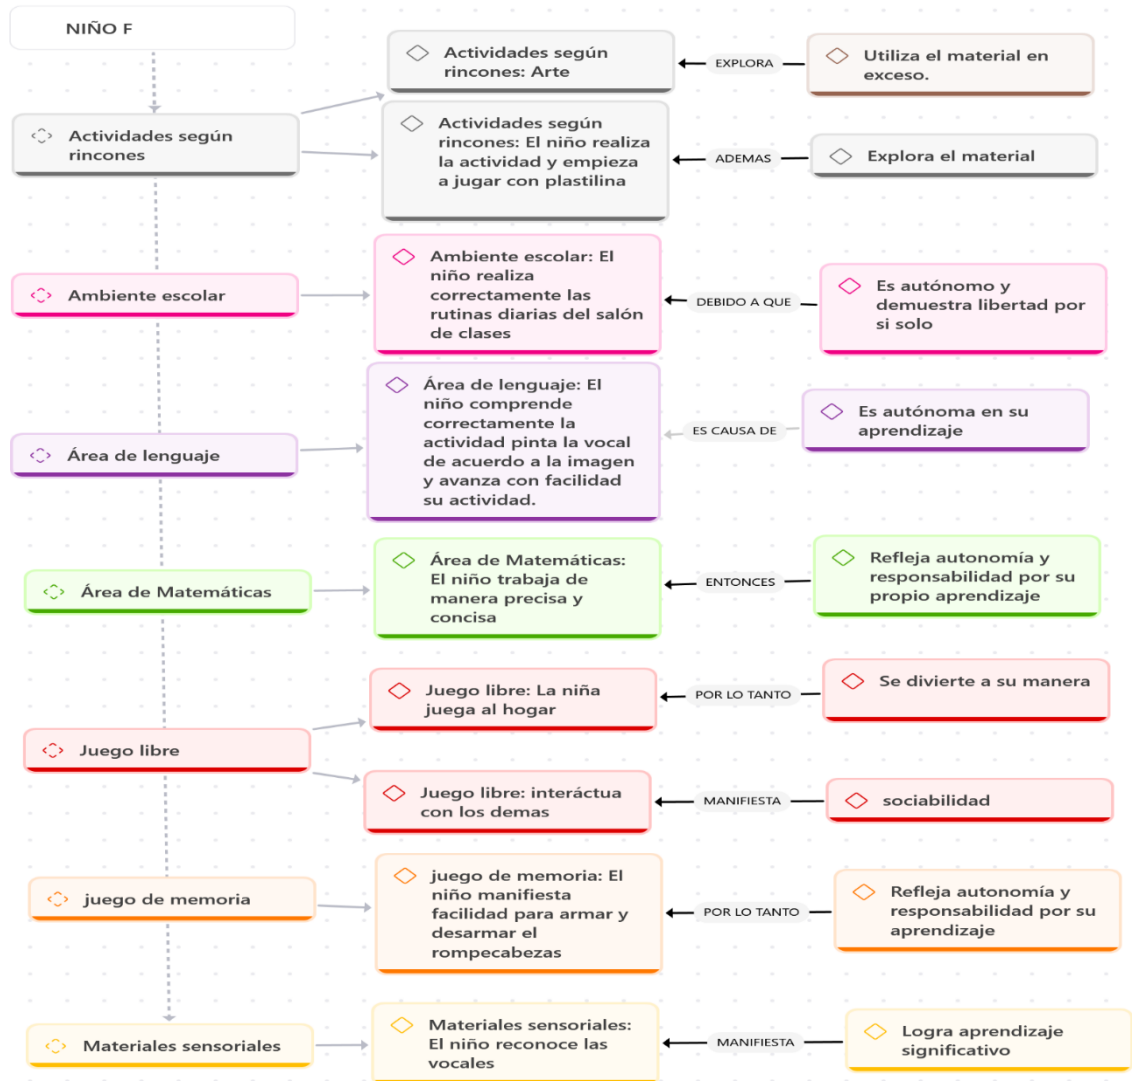 NIÑO F
Actividades según
rincones: Arte
EXPLORA
Utiliza el material en
exceso.
Actividades según
rincones
Actividades según
rincones: El niño realiza
la actividad y empieza
a jugar con plastilina
ADEMAS
Explora el material
Ambiente escolar
Ambiente escolar: El
niño realiza
correctamente las
rutinas diarias del salón
de clases
DEBIDO A QUE
Es autónomo y
demuestra libertad por
si solo
Área de lenguaje
Área de lenguaje: El
niño comprende
correctamente la
actividad pinta la vocal
de acuerdo a la imagen
y avanza con facilidad
su actividad.
ES CAUSA DE
Es autónoma en su
aprendizaje
Área de Matemáticas
Área de Matemáticas:
El niño trabaja de
manera precisa y
concisa
ENTONCES
Refleja autonomía y
responsabilidad por su
propio aprendizaje
Juego libre
Juego libre: La niña
juega al hogar
POR LO TANTO
Se divierte a su manera
Juego libre: interáctua
con los demas
MANIFIESTA
sociabilidad
juego de memoria
juego de memoria: El
niño manifiesta
facilidad para armar y
desarmar el
rompecabezas
POR LO TANTO
Refleja autonomía y
responsabilidad por su
aprendizaje
Materiales sensoriales
Materiales sensoriales:
El niño reconoce las
vocales
MANIFIESTA
Logra aprendizaje
significativo